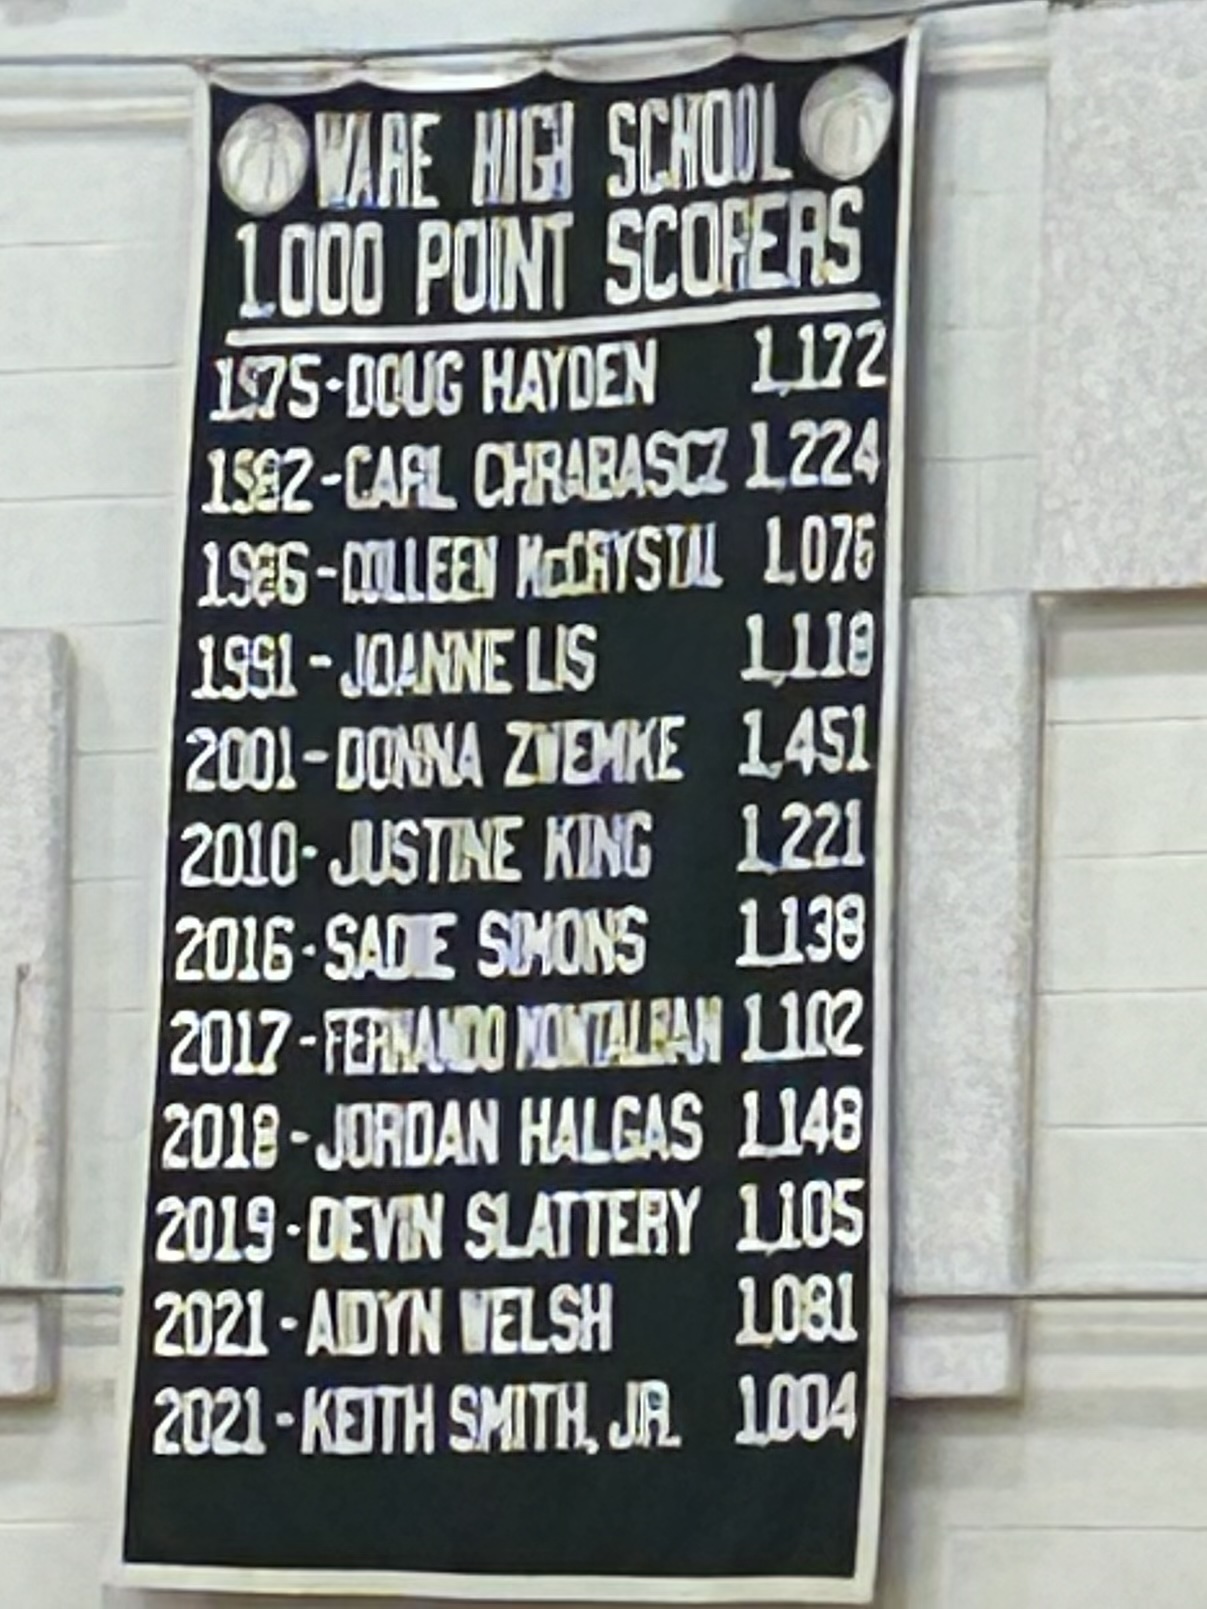 WARE HIGH SCHOOL
1,000 POINT SCORERS
1975-DOUG HAYDEN 1,172
1982-CARL CHRABASCZ 1,224
1986-COLLEEN McCRYSTAL 1,076
1991-JOANNE LIS 1,118
2001-DONNA ZWEMKE 1,451
2010-JUSTINE KING 1,221
2016-SADIE SIMONS 1,138
2017-FERNANDO MONTALBAN 1,102
2018-JORDAN HALGAS 1,148
2019-DEVIN SLATTERY 1,105
2021-AIDYN WELSH 1,081
2021-KEITH SMITH, JR. 1,004